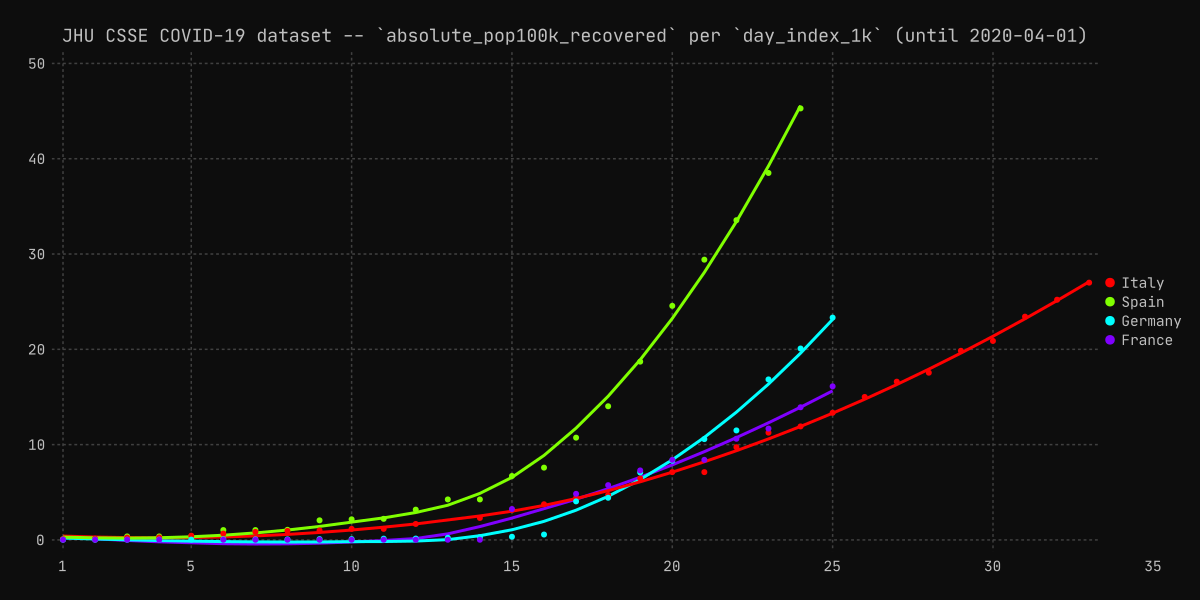 JHU CSSE COVID-19 dataset -- `absolute_pop100k_recovered` per `day_index_1k` (until 2020-04-01)
50
40
30
20
10
0
1 5 10 15 20 25 30 35
Italy
Spain
Germany
France